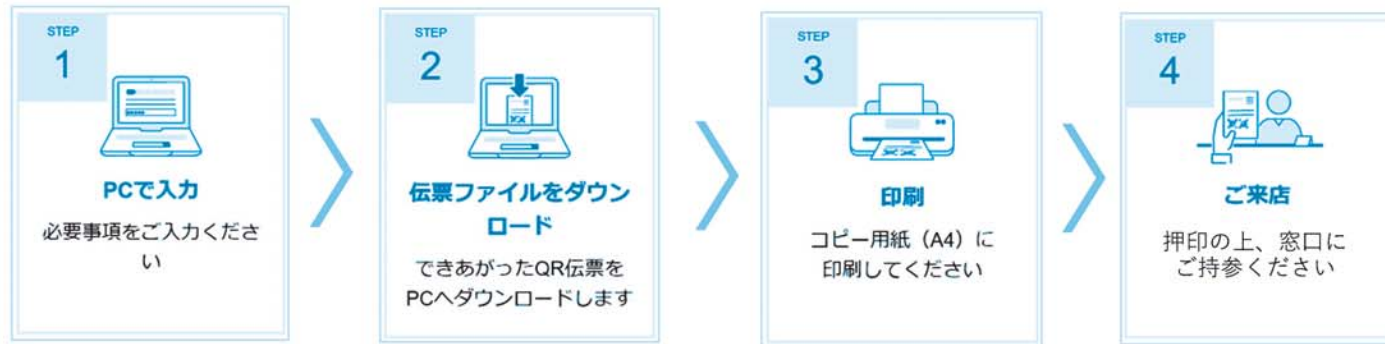 STEP
1
PCで入力
必要事項をご入力くださ
い
STEP
2
伝票ファイルをダウン
ロード
できあがったQR伝票を
PCへダウンロードします
STEP
3
印刷
コピー用紙（A4）に
印刷してください
STEP
4
ご来店
押印の上、窓口に
ご持参ください